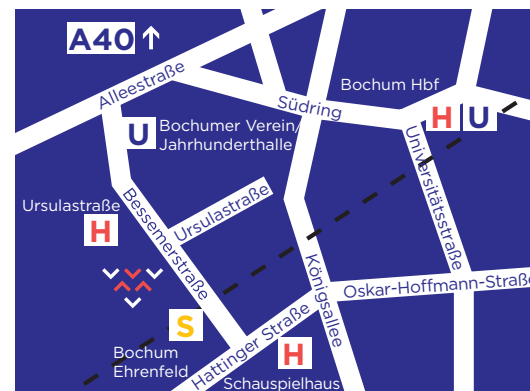 A40 ↑
Alleestraße
Bochum Hbf
Südring
H U
U
Bochumer Verein/
Jahrhunderthalle
Universitätsstraße
Ursulastraße
H
Bessemerstraße
Ursulastraße
Königsallee
Oskar-Hoffmann-Straße
S
Bochum
Ehrenfeld
Hattinger Straße
H
Schauspielhaus